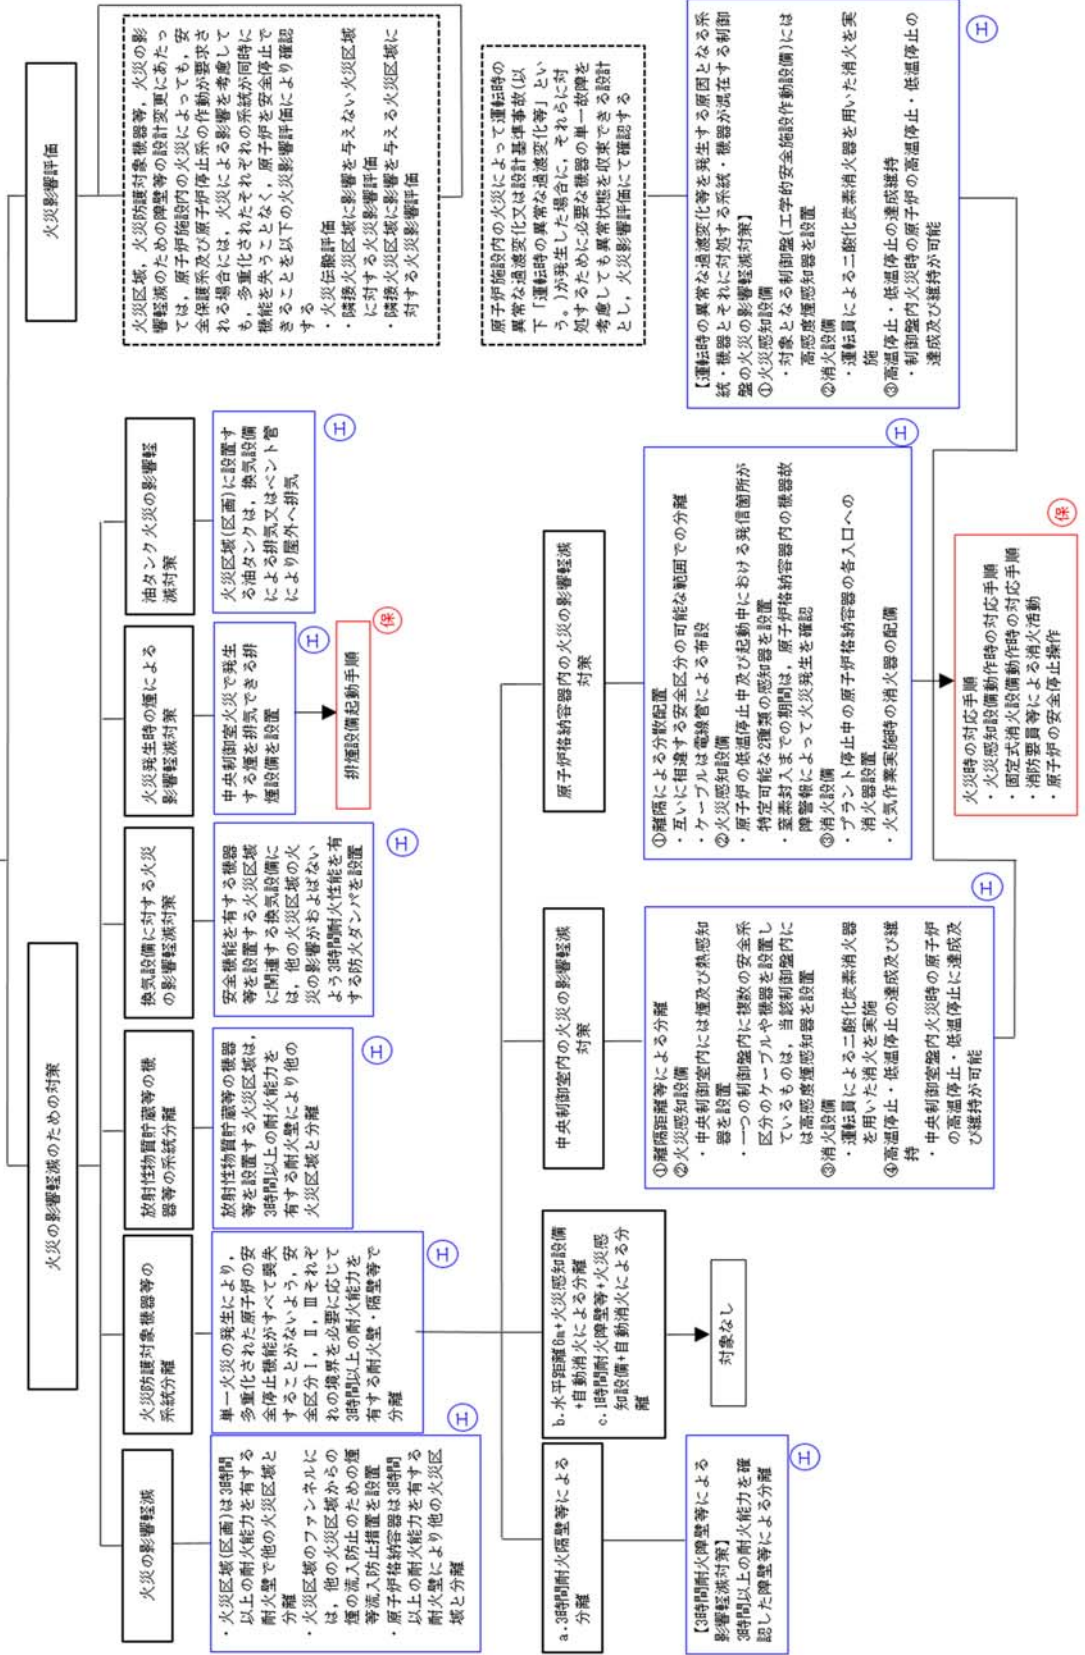 火災の影響軽減のための対策
火災の影響軽減
・火災区域(区画)は3時間
以上の耐火能力を有する
耐火壁で他の火災区域と
分離
・火災区域のファンネルに
は，他の火災区域からの
煙の流入防止のための煙
等流入防止措置を設置
・原子炉格納容器は3時間
以上の耐火能力を有する
耐火壁により他の火災区
域と分離
エ
火災防護対象機器等の
系統分離
単一火災の発生により，
多重化された原子炉の安
全停止機能がすべて喪失
することがないよう，安
全区分Ⅰ，Ⅱ，Ⅲそれぞ
れの境界を必要に応じて
3時間以上の耐火能力を
有する耐火壁・隔壁等で
分離
エ
放射性物質貯蔵等の機
器等の系統分離
放射性物質貯蔵等の機器
等を設置する火災区域は，
3時間以上の耐火能力を
有する耐火壁により他の
火災区域と分離
エ
換気設備に対する火災
の影響軽減対策
安全機能を有する機器
等を設置する火災区域
に関連する換気設備に
は，他の火災区域の火
災の影響がおよばない
よう3時間耐火性能を有
する防火ダンパを設置
エ
火災発生時の煙による
影響軽減対策
中央制御室火災で発生
する煙を排気できる排
煙設備を設置
エ
排煙設備起動手順
保
油タンク火災の影響軽
減対策
火災区域(区画)に設置す
る油タンクは，換気設備
による排気又はベント管
により屋外へ排気
エ
火災影響評価
火災区域，火災防護対象機器等，火災の影
響軽減のための障壁等の設計変更にあたっ
ては，原子炉施設内の火災によっても，安
全保護系及び原子炉停止系の作動が要求さ
れる場合には，火災による影響を考慮して
も，多重化されたそれぞれの系統が同時に
機能を失うことなく，原子炉を安全停止で
きることを以下の火災影響評価により確認
する
・火災伝搬評価
・隣接火災区域に影響を与えない火災区域
に対する火災影響評価
・隣接火災区域に影響を与える火災区域に
対する火災影響評価
a.3時間耐火隔壁等による
分離
【3時間耐火障壁等による
影響軽減対策】
3時間以上の耐火能力を確
認した障壁等による分離
エ
b.水平距離6m+火災感知設備
+自動消火による分離
c.1時間耐火障壁等+火災感
知設備+自動消火による分
離
対象なし
中央制御室内の火災の影響軽減
対策
①離隔距離等による分離
②火災感知設備
・中央制御室内には煙及び熱感知
器を設置
・一つの制御盤内に複数の安全系
区分のケーブルや機器を設置し
ているものは，当該制御盤内に
は高感度煙感知器を設置
③消火設備
・運転員による二酸化炭素消火器
を用いた消火を実施
④高温停止・低温停止の達成及び維
持
・中央制御室盤内火災時の原子炉
の高温停止・低温停止に達成及
び維持が可能
エ
原子炉格納容器内の火災の影響軽減
対策
①離隔による分散配置
・互いに相違する安全区分の可能な範囲での分離
・ケーブルは電線管による布設
②火災感知設備
・原子炉の低温停止中及び起動中における発信箇所が
特定可能な2種類の感知器を設置
・窒素封入までの期間は，原子炉格納容器内の機器故
障警報によって火災発生を確認
③消火設備
・プラント停止中の原子炉格納容器の各入口への
消火器設置
・火気作業実施時の消火器の配備
エ
火災時の対応手順
・火災感知設備動作時の対応手順
・固定式消火設備動作時の対応手順
・消防要員等による消火活動
・原子炉の安全停止操作
保
原子炉施設内の火災によって運転時の
異常な過渡変化又は設計基準事故(以
下「運転時の異常な過渡変化等」とい
う。)が発生した場合に，それらに対
処するために必要な機器の単一故障を
考慮しても異常状態を収束できる設計
とし，火災影響評価にて確認する
【運転時の異常な過渡変化等を発生する原因となる系
統・機器とそれに対処する系統・機器が混在する制御
盤の火災の影響軽減対策】
①火災感知設備
・対象となる制御盤(工学的安全施設作動設備)には
高感度煙感知器を設置
②消火設備
・運転員による二酸化炭素消火器を用いた消火を実
施
③高温停止・低温停止の達成維持
・制御盤内火災時の原子炉の高温停止・低温停止の
達成及び維持が可能
エ